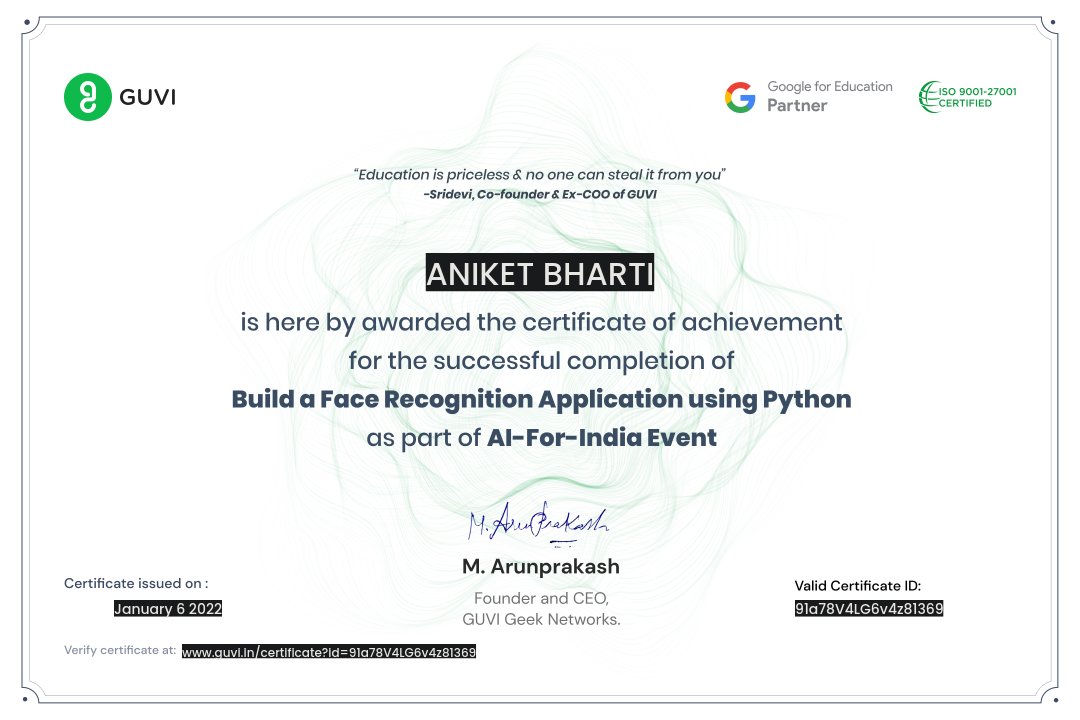 GUVI
Google for Education
Partner
ISO 9001-27001
CERTIFIED
“Education is priceless & no one can steal it from you”
-Sridevi, Co-founder & Ex-COO of GUVI
ANIKET BHARTI
is here by awarded the certificate of achievement
for the successful completion of
Build a Face Recognition Application using Python
as part of AI-For-India Event
M. Arunprakash
M. Arunprakash
Founder and CEO,
GUVI Geek Networks.
Certificate issued on :
January 6 2022
Valid Certificate ID:
91a78V4LG6v4z81369
Verify certificate at: www.guvi.in/certificate?id=91a78V4LG6v4z81369